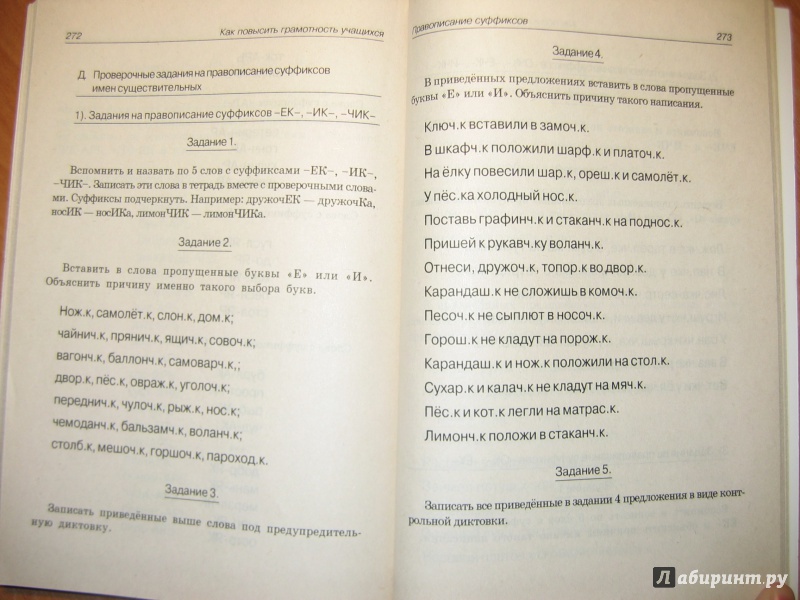 272
Как повысить грамотность учащихся
Д. Проверочные задания на правописание суффиксов
имен существительных
1). Задания на правописание суффиксов –ЕК–, –ИК–, –ЧИК–
Задание 1.
Вспомнить и назвать по 5 слов с суффиксами –ЕК–, –ИК–,
–ЧИК–. Записать эти слова в тетрадь вместе с проверочными слова-
ми. Суффиксы подчеркнуть. Например: дружочЕК — дружочКа,
носИК — носИКа, лимонЧИК — лимонЧИКа.
Задание 2.
Вставить в слова пропущенные буквы «Е» или «И».
Объяснить причину именно такого выбора букв.
Нож.к, самолёт.к, слон.к, дом.к;
чайнич.к, прянич.к, ящич.к, совоч.к;
вагонч.к, баллонч.к, самоварч.к,;
двор.к, пёс.к, овраж.к, уголоч.к;
переднич.к, чулоч.к, рыж.к, нос.к;
чемоданч.к, бальзамч.к, воланч.к;
столб.к, мешоч.к, горшоч.к, пароход.к.
Задание 3.
Записать приведённые выше слова под предупредитель-
ную диктовку.
Правописание суффиксов
273
Задание 4.
В приведённых предложениях вставить в слова пропущенные
буквы «Е» или «И». Объяснить причину такого написания.
Ключ.к вставили в замоч.к.
В шкафч.к положили шарф.к и платоч.к.
На ёлку повесили шар.к, ореш.к и самолёт.к.
У пёс.ка холодный нос.к.
Поставь графинч.к и стаканч.к на поднос.к.
Пришей к рукавч.ку воланч.к.
Отнеси, дружоч.к, топор.к во двор.к.
Карандаш.к не сложишь в комоч.к.
Песоч.к не сыплют в носоч.к.
Горош.к не кладут на порож.к.
Карандаш.к и нож.к положили на стол.к.
Сухар.к и калач.к не кладут на мяч.к.
Пёс.к и кот.к легли на матрас.к.
Лимонч.к положи в стаканч.к.
Задание 5.
Записать все приведённые в задании 4 предложения в виде конт-
рольной диктовки.
Лабиринт.ру